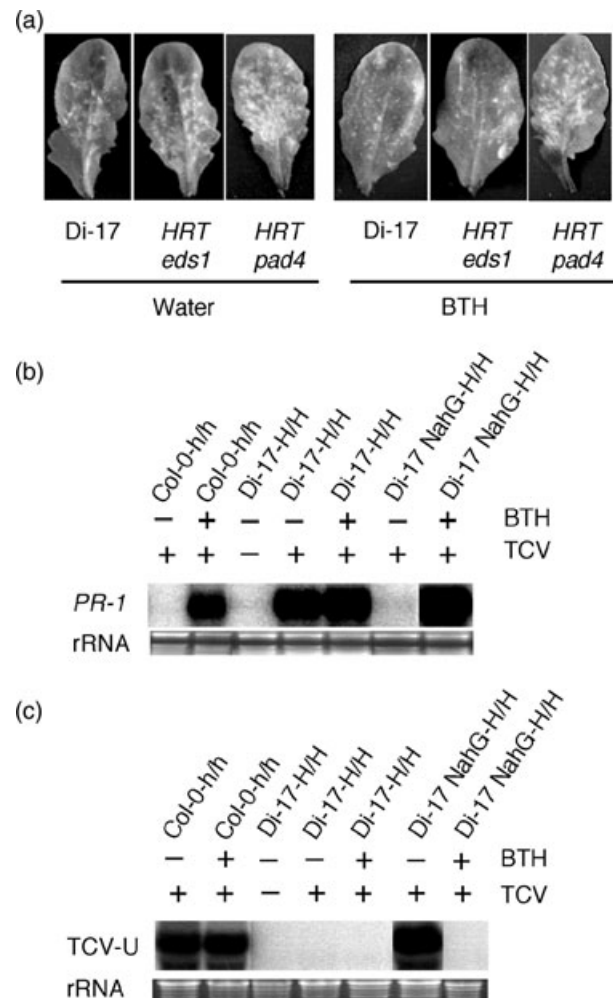 (a)
Di-17 HRT eds1 HRT pad4 Di-17 HRT eds1 HRT pad4
Water BTH
(b)
Col-0-h/h Col-0-h/h Di-17-H/H Di-17-H/H Di-17-H/H Di-17 NahG-H/H Di-17 NahG-H/H
− + − − + − + BTH
+ + − + + + + TCV
PR-1
rRNA
(c)
Col-0-h/h Col-0-h/h Di-17-H/H Di-17-H/H Di-17-H/H Di-17 NahG-H/H Di-17 NahG-H/H
− + − − + − + BTH
+ + − + + + + TCV
TCV-U
rRNA